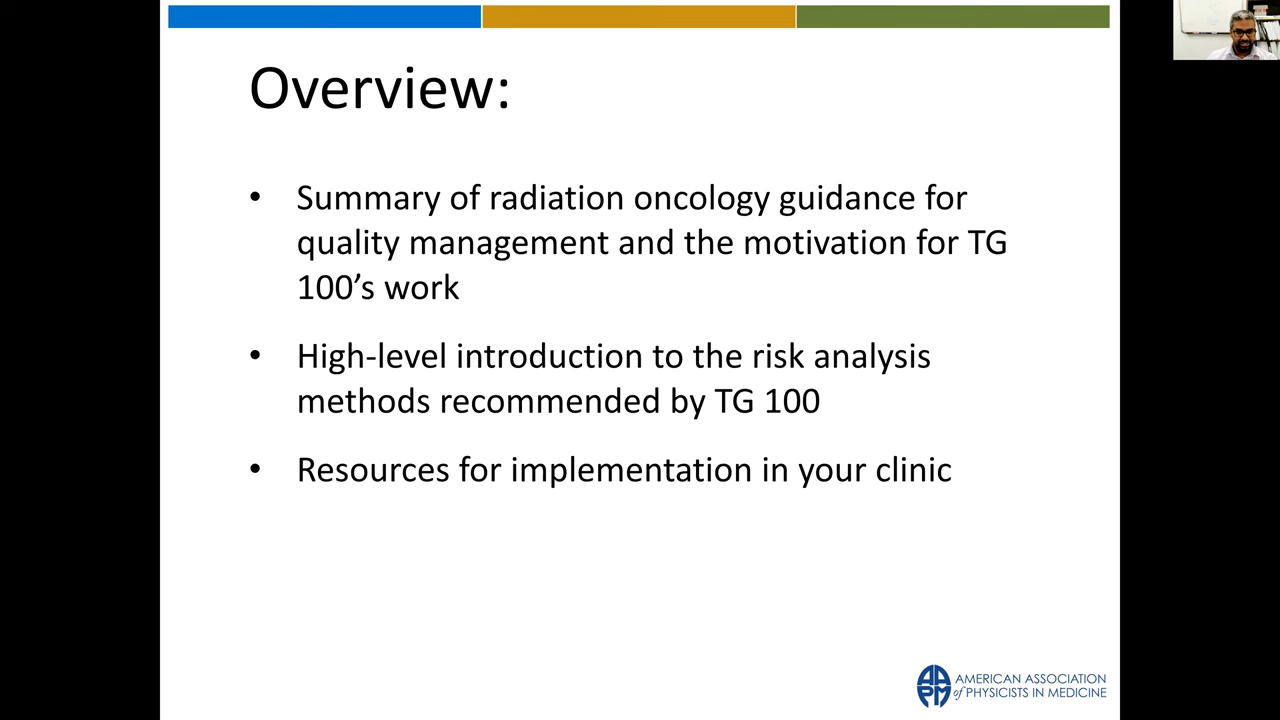 Overview:
• Summary of radiation oncology guidance for
quality management and the motivation for TG
100’s work
• High-level introduction to the risk analysis
methods recommended by TG 100
• Resources for implementation in your clinic
AAPM
AMERICAN ASSOCIATION
of PHYSICISTS IN MEDICINE